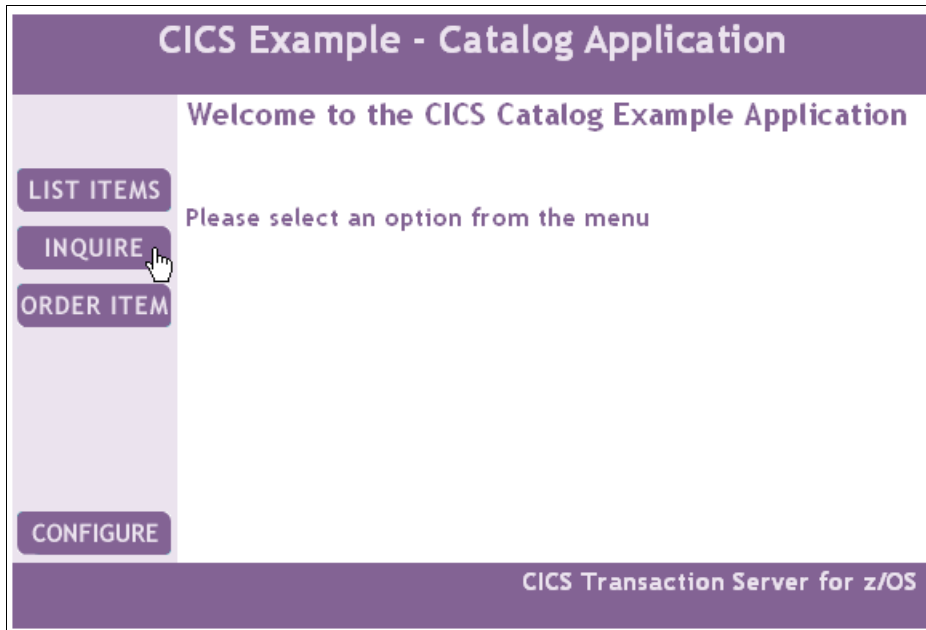 CICS Example - Catalog Application
Welcome to the CICS Catalog Example Application
LIST ITEMS
Please select an option from the menu
INQUIRE
ORDER ITEM
CONFIGURE
CICS Transaction Server for z/OS